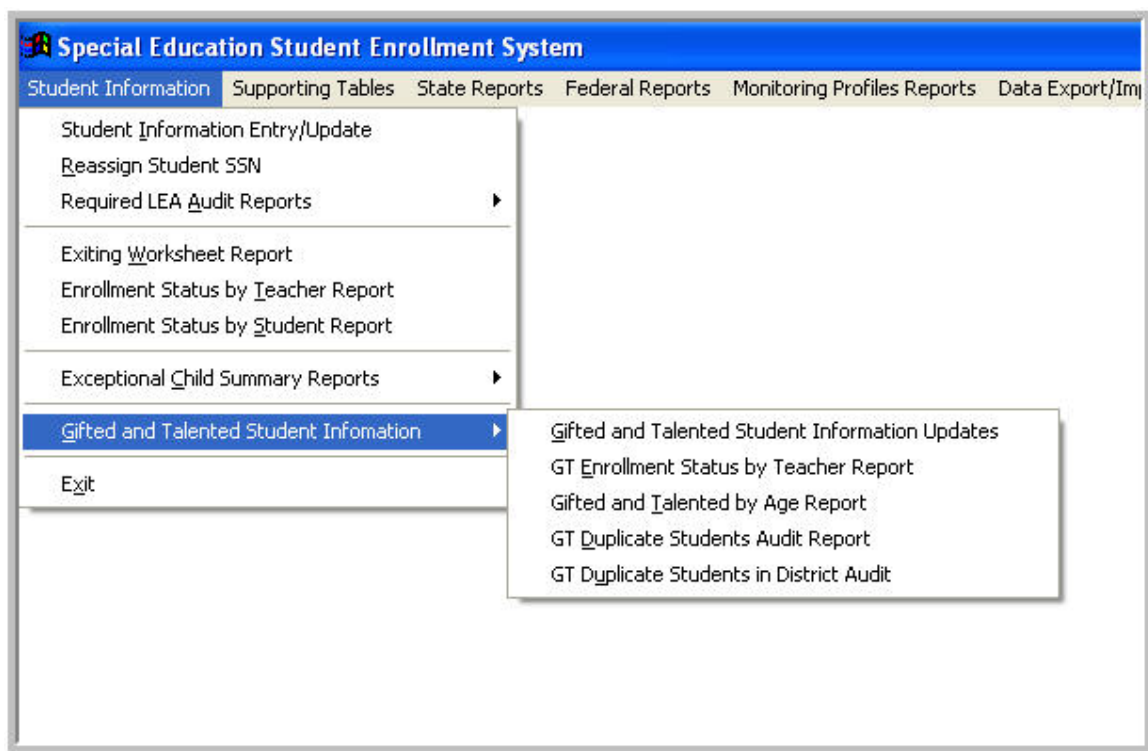 Special Education Student Enrollment System
Student Information Supporting Tables State Reports Federal Reports Monitoring Profiles Reports Data Export/Im
Student Information Entry/Update
Reassign Student SSN
Required LEA Audit Reports
Exiting Worksheet Report
Enrollment Status by Teacher Report
Enrollment Status by Student Report
Exceptional Child Summary Reports
Gifted and Talented Student Infomation
Exit
Gifted and Talented Student Information Updates
GT Enrollment Status by Teacher Report
Gifted and Talented by Age Report
GT Duplicate Students Audit Report
GT Duplicate Students in District Audit